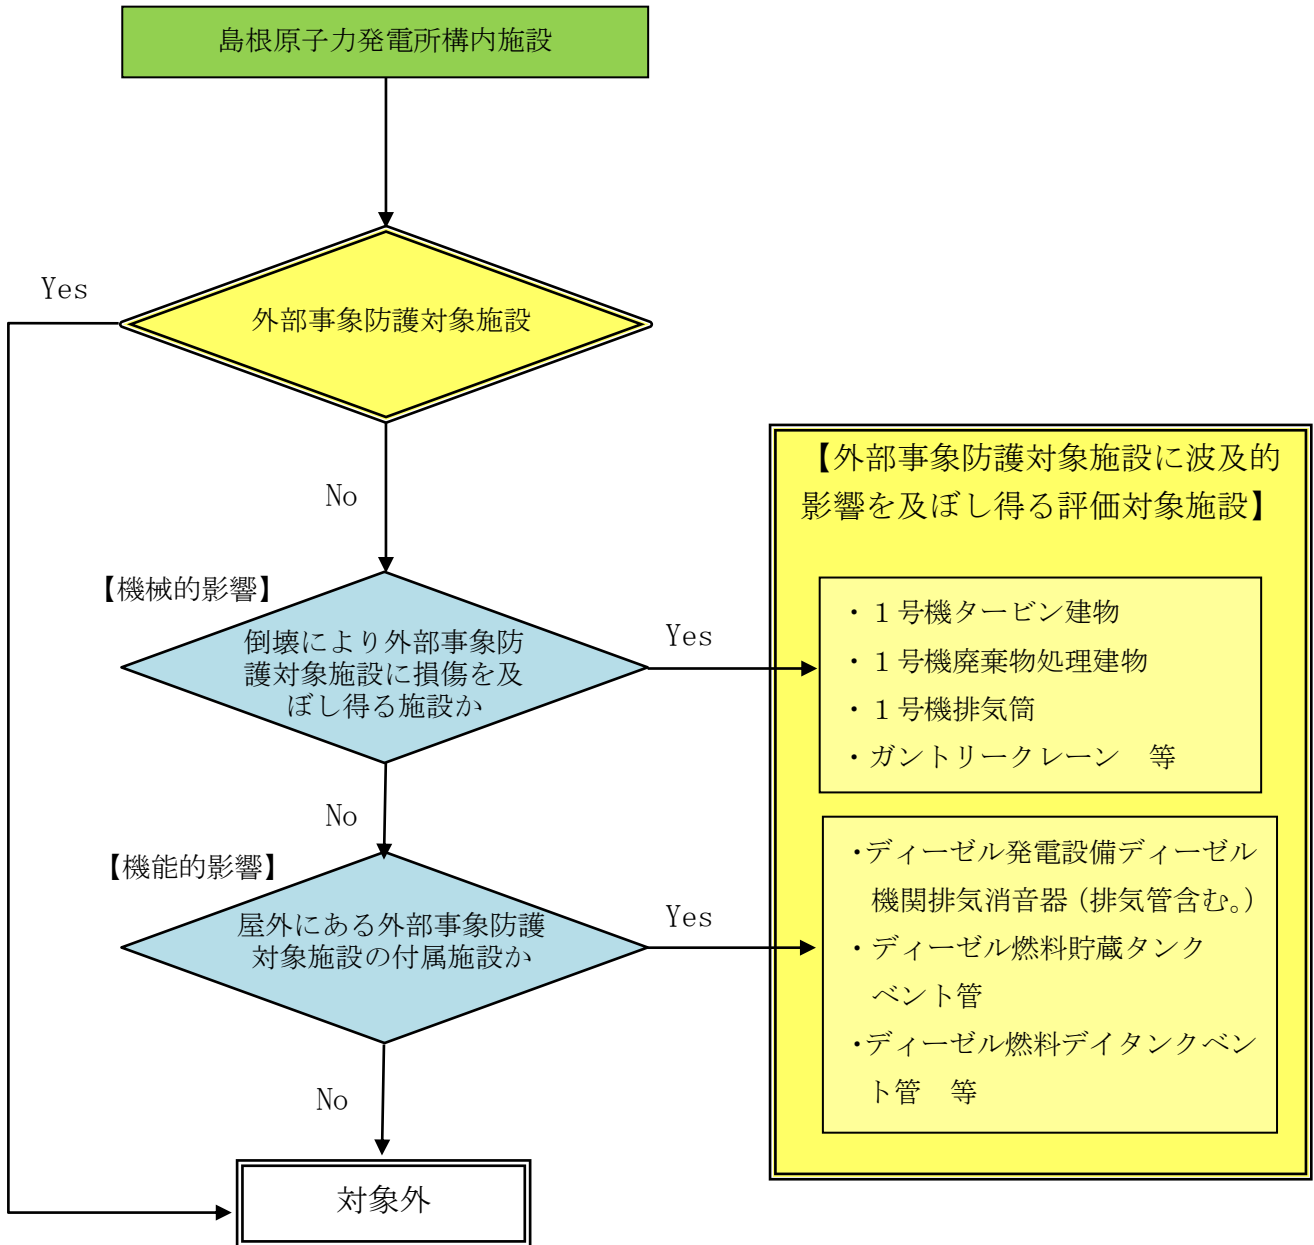 島根原子力発電所構内施設
Yes
外部事象防護対象施設
No
【機械的影響】
倒壊により外部事象防
護対象施設に損傷を及
ぼし得る施設か
Yes
No
【機能的影響】
屋外にある外部事象防護
対象施設の付属施設か
Yes
No
対象外
【外部事象防護対象施設に波及的
影響を及ぼし得る評価対象施設】
・１号機タービン建物
・１号機廃棄物処理建物
・１号機排気筒
・ガントリークレーン　等
・ディーゼル発電設備ディーゼル
機関排気消音器（排気管含む。）
・ディーゼル燃料貯蔵タンク
ベント管
・ディーゼル燃料デイタンクベン
ト管　等